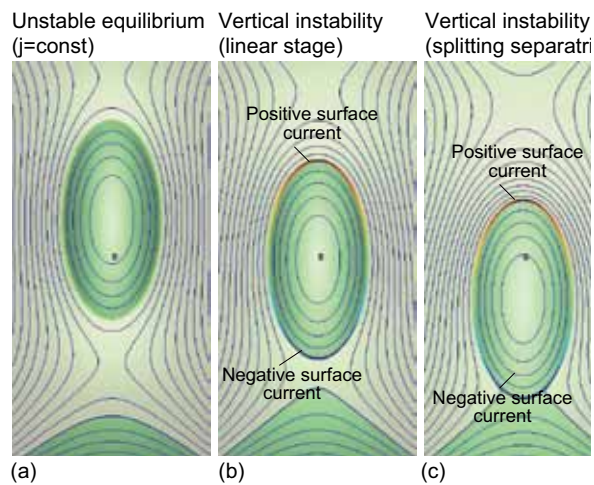 Unstable equilibrium
(j=const)
Vertical instability
(linear stage)
Vertical instability
(splitting separatri
Positive surface
current
Negative surface
current
Positive surface
current
Negative surface
current
(a)
(b)
(c)